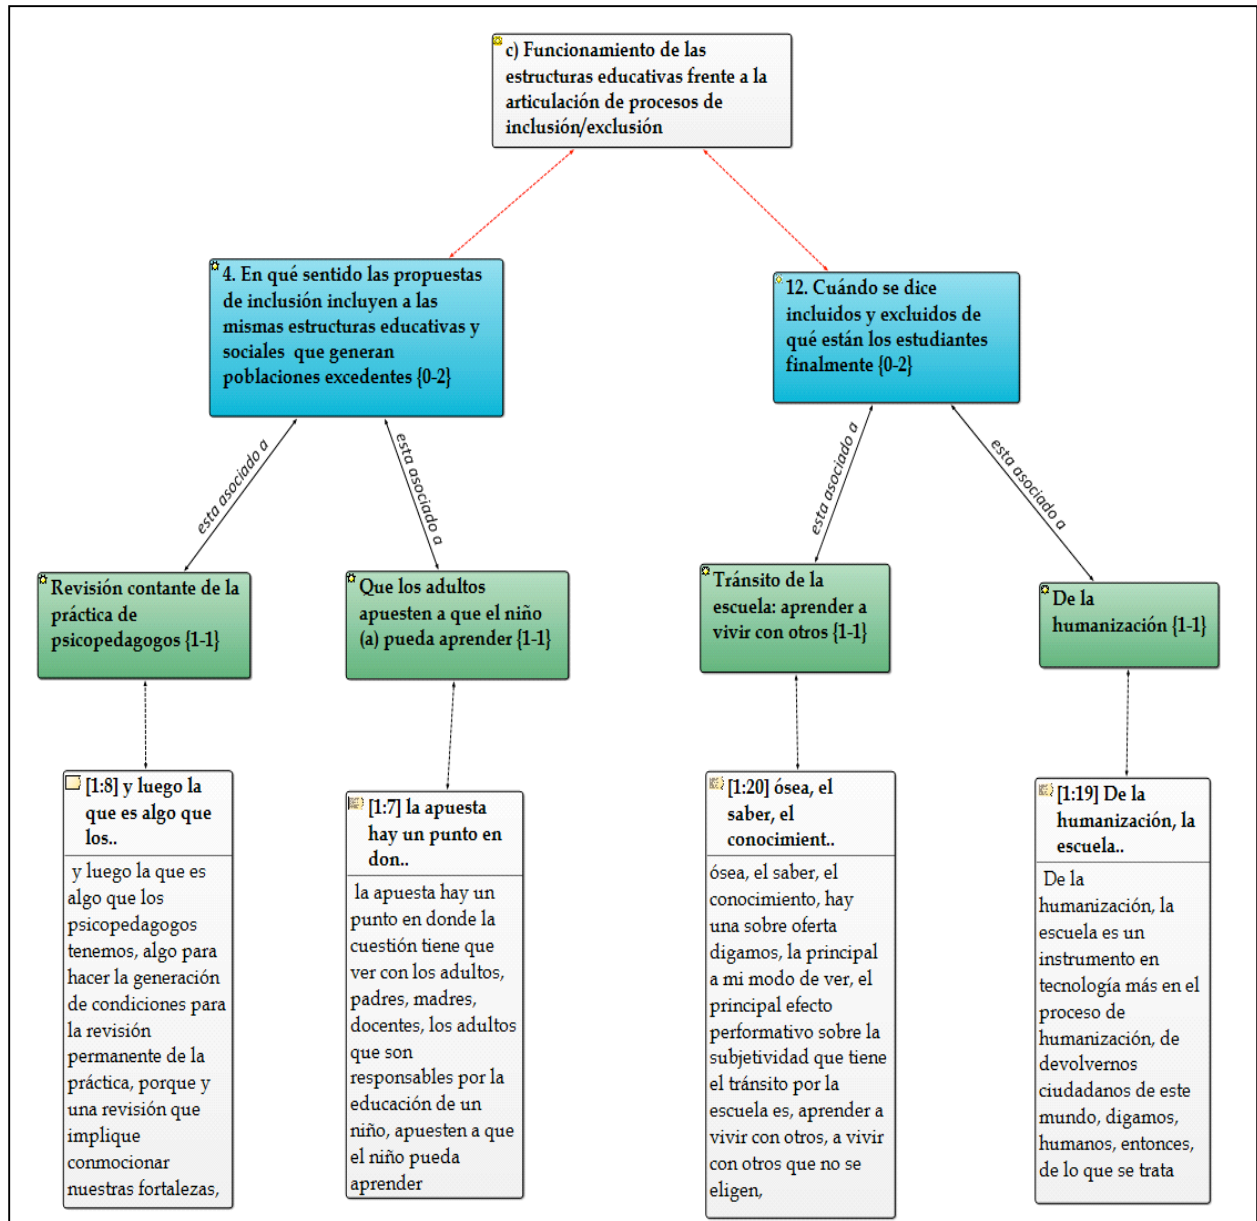 c) Funcionamiento de las
estructuras educativas frente a la
articulación de procesos de
inclusión/exclusión
4. En qué sentido las propuestas
de inclusión incluyen a las
mismas estructuras educativas y
sociales que generan
poblaciones excedentes {0-2}
12. Cuándo se dice
incluidos y excluidos de
qué están los estudiantes
finalmente {0-2}
esta asociado a
esta asociado a
esta asociado a
esta asociado a
Revisión contante de la
práctica de
psicopedagogos {1-1}
Que los adultos
apuesten a que el niño
(a) pueda aprender {1-1}
Tránsito de la
escuela: aprender a
vivir con otros {1-1}
De la
humanización {1-1}
[1:8] y luego la
que es algo que
los..
y luego la que es
algo que los
psicopedagogos
tenemos, algo para
hacer la generación
de condiciones para
la revisión
permanente de la
práctica, porque y
una revisión que
implique
conmocionar
nuestras fortalezas,
[1:7] la apuesta
hay un punto en
don..
la apuesta hay un
punto en donde la
cuestión tiene que
ver con los adultos,
padres, madres,
docentes, los adultos
que son
responsables por la
educación de un
niño, apuesten a que
el niño pueda
aprender
[1:20] ósea, el
saber, el
conocimient..
ósea, el saber, el
conocimiento, hay
una sobre oferta
digamos, la principal
a mi modo de ver, el
principal efecto
performativo sobre la
subjetividad que tiene
el tránsito por la
escuela es, aprender a
vivir con otros, a vivir
con otros que no se
eligen,
[1:19] De la
humanización, la
escuela..
De la
humanización, la
escuela es un
instrumento en
tecnología más en el
proceso de
humanización, de
devolvernos
ciudadanos de este
mundo, digamos,
humanos, entonces,
de lo que se trata